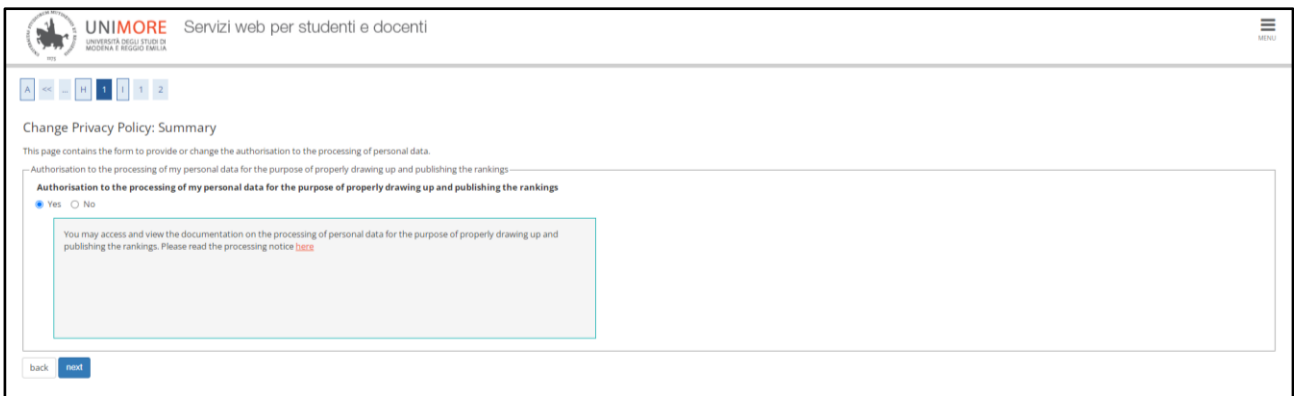 UNIMORE
UNIVERSITÀ DEGLI STUDI DI
MODENA E REGGIO EMILIA
1175
Servizi web per studenti e docenti
MENU
A << ... H 1 I 1 2
Change Privacy Policy: Summary
This page contains the form to provide or change the authorisation to the processing of personal data.
Authorisation to the processing of my personal data for the purpose of properly drawing up and publishing the rankings
Authorisation to the processing of my personal data for the purpose of properly drawing up and publishing the rankings
Yes No
You may access and view the documentation on the processing of personal data for the purpose of properly drawing up and
publishing the rankings. Please read the processing notice here
back next